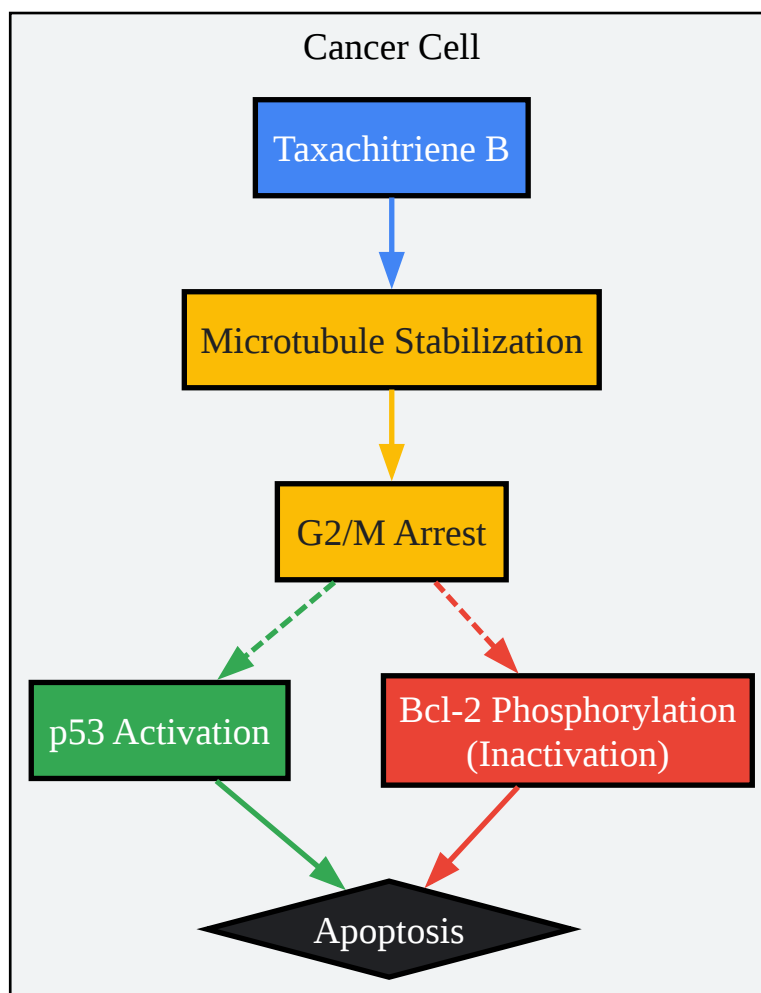 Cancer Cell
Taxachitriene B
Microtubule Stabilization
G2/M Arrest
p53 Activation
Bcl-2 Phosphorylation
(Inactivation)
Apoptosis